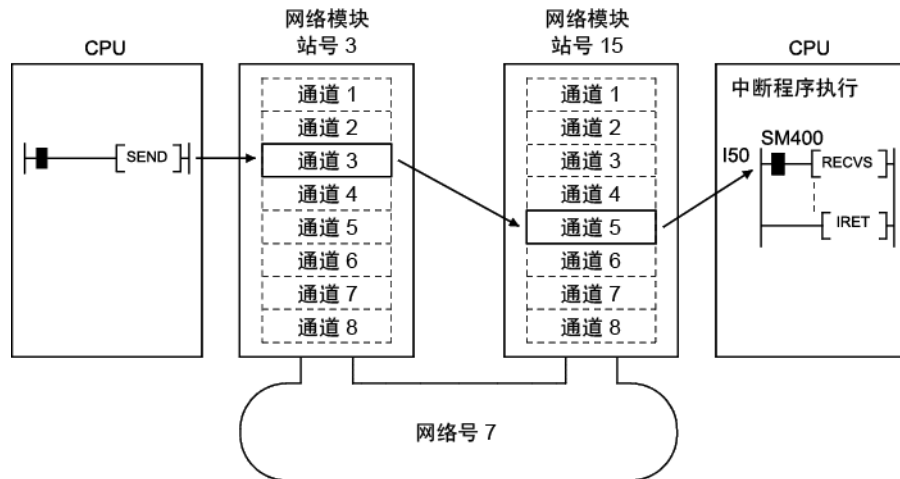 CPU
网络模块
站号 3
通道 1
通道 2
通道 3
通道 4
通道 5
通道 6
通道 7
通道 8
SEND
网络模块
站号 15
通道 1
通道 2
通道 3
通道 4
通道 5
通道 6
通道 7
通道 8
CPU
中断程序执行
SM400
I50
RECVS
IRET
网络号 7